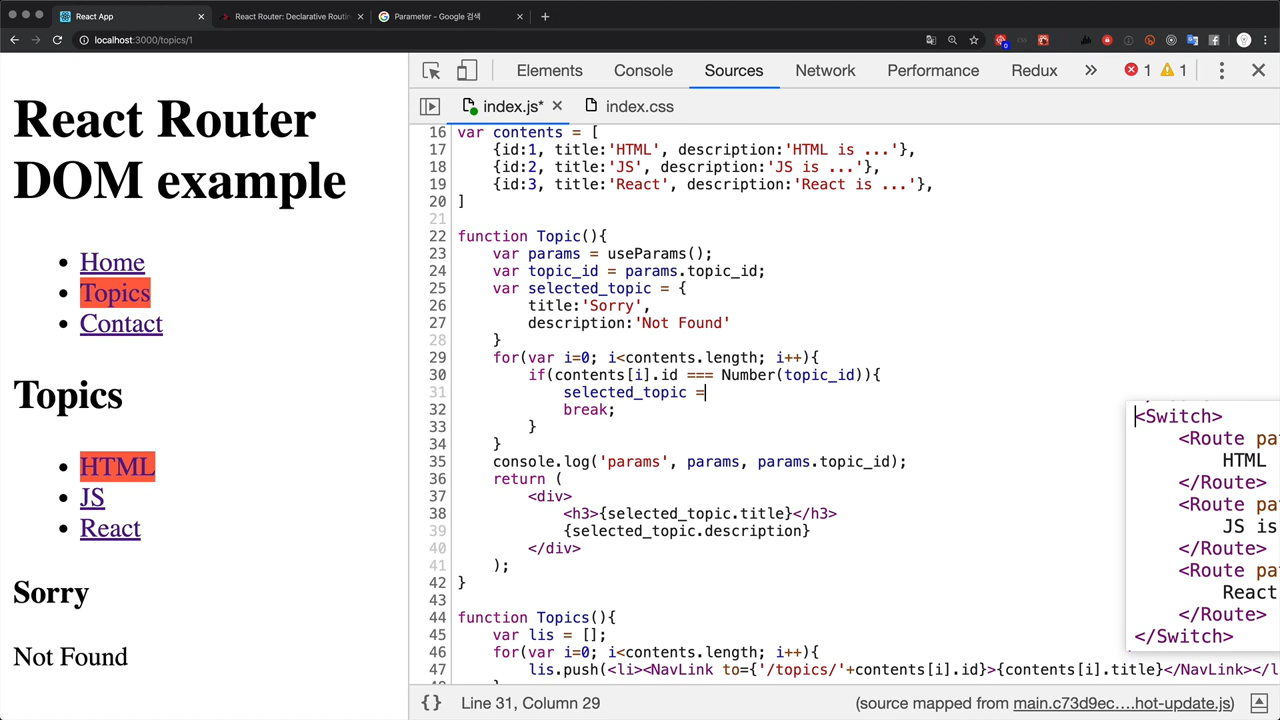 React App
React Router: Declarative Routin
Parameter - Google 검색
localhost:3000/topics/1
React Router
DOM example
Home
Topics
Contact
Topics
HTML
JS
React
Sorry
Not Found
Elements Console Sources Network Performance Redux » 1 1
index.js* index.css
16 var contents = [
17 {id:1, title:'HTML', description:'HTML is ...'},
18 {id:2, title:'JS', description:'JS is ...'},
19 {id:3, title:'React', description:'React is ...'},
20 ]
21
22 function Topic(){
23 var params = useParams();
24 var topic_id = params.topic_id;
25 var selected_topic = {
26 title:'Sorry',
27 description:'Not Found'
28 }
29 for(var i=0; i<contents.length; i++){
30 if(contents[i].id === Number(topic_id)){
31 selected_topic =
32 break;
33 }
34 }
35 console.log('params', params, params.topic_id);
36 return (
37 <div>
38 <h3>{selected_topic.title}</h3>
39 {selected_topic.description}
40 </div>
41 );
42 }
43
44 function Topics(){
45 var lis = [];
46 for(var i=0; i<contents.length; i++){
47 lis.push(<li><NavLink to={'/topics/'+contents[i].id}>{contents[i].title}</NavLink></l
<Switch>
<Route pa
HTML
</Route>
<Route pa
JS is
</Route>
<Route pa
React
</Route>
</Switch>
{} Line 31, Column 29 (source mapped from main.c73d9ec….hot-update.js)